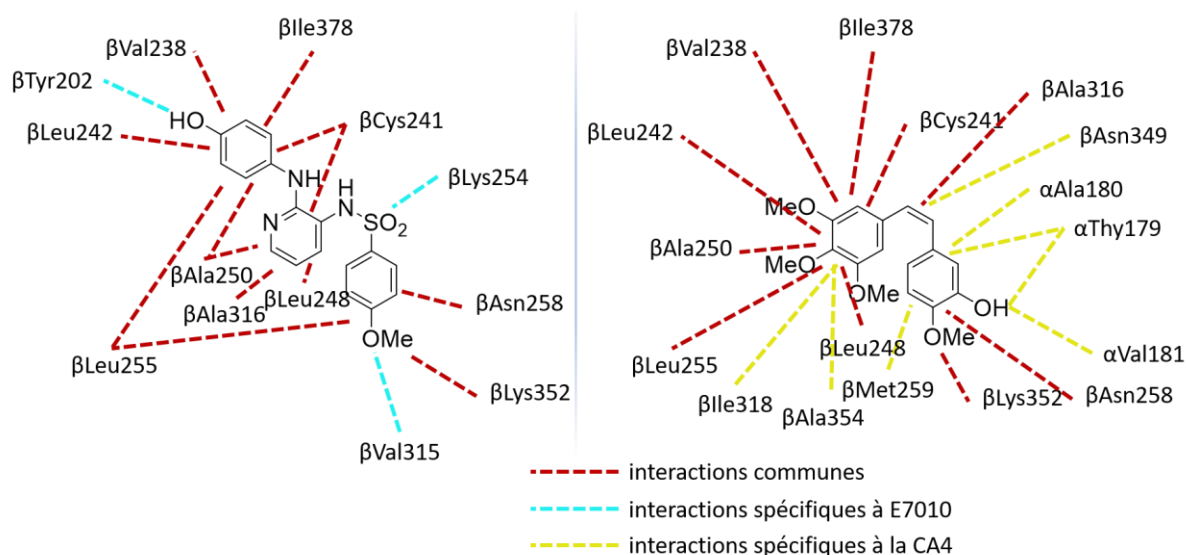 βIle378
βVal238
βTyr202
HO
βLeu242
βCys241
NH
H
N
βLys254
N
S
O2
βAla250
βAla316
βLeu248
βAsn258
βLeu255
OMe
βLys352
βVal315
βIle378
βVal238
βAla316
βLeu242
βCys241
βAsn349
αAla180
MeO
αThy179
βAla250
MeO
OMe
OH
βLeu248
OMe
αVal181
βLeu255
βMet259
βLys352
βIle318
βAsn258
βAla354
interactions communes
interactions spécifiques à E7010
interactions spécifiques à la CA4